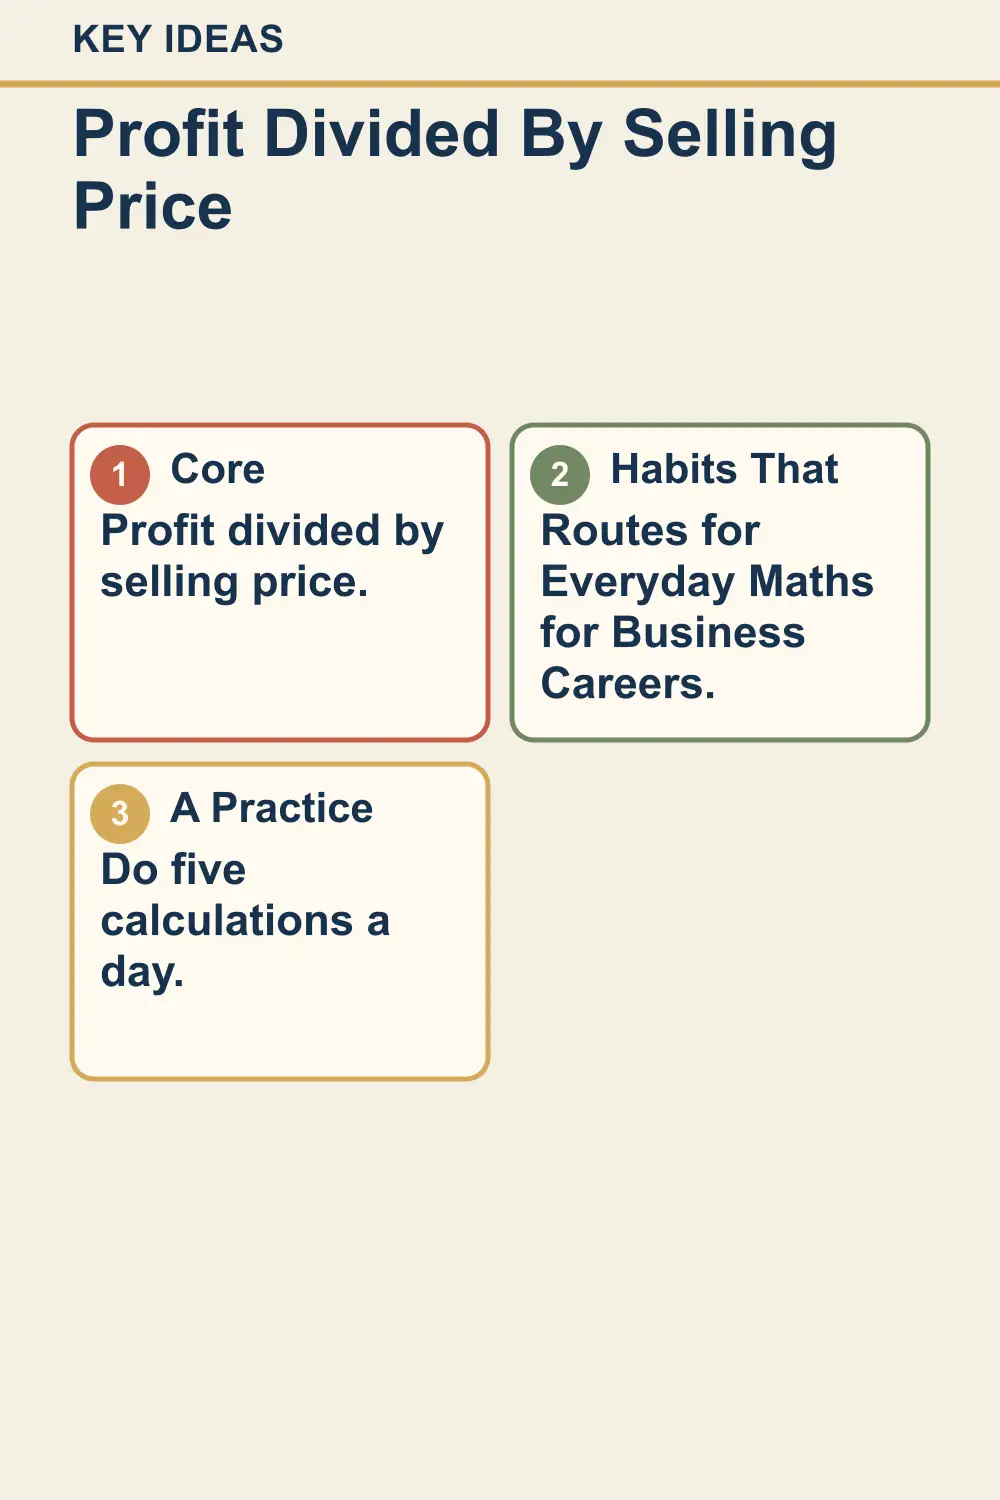 KEY IDEAS
Profit Divided By Selling
Price
1 Core
Profit divided by
selling price.
2 Habits That
Routes for
Everyday Maths
for Business
Careers.
3 A Practice
Do five
calculations a
day.